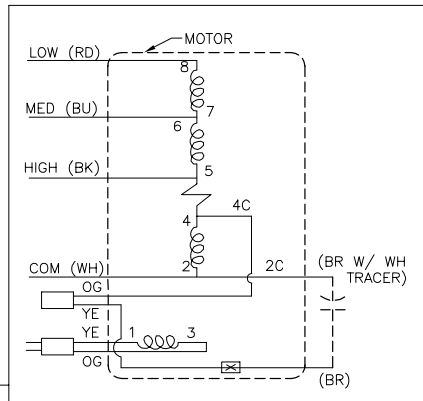 MOTOR
LOW (RD)
8
7
MED (BU)
6
HIGH (BK)
5
4C
4
COM (WH)
2
2C
(BR W/ WH
TRACER)
OG
YE
YE
1
3
OG
(BR)